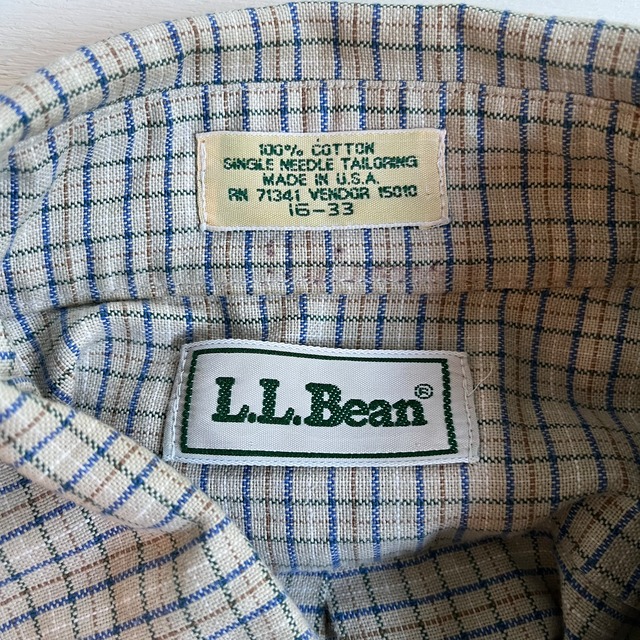 100% COTTON
SINGLE NEEDLE TAILORING
MADE IN U.S.A.
RN 71341 VENDOR 15010
16-33
L.L.Bean®